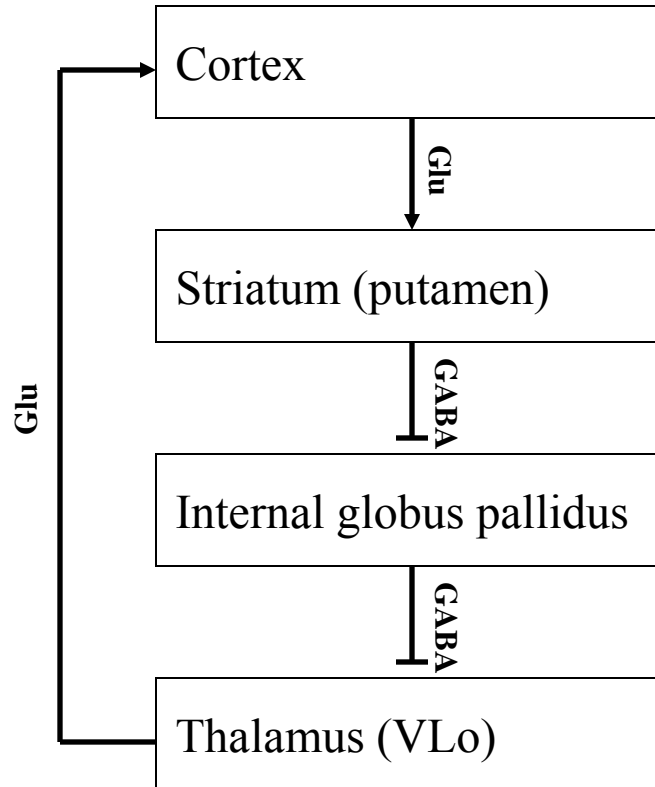 Cortex
Glu
Striatum (putamen)
GABA
Glu
Internal globus pallidus
GABA
Thalamus (VLo)